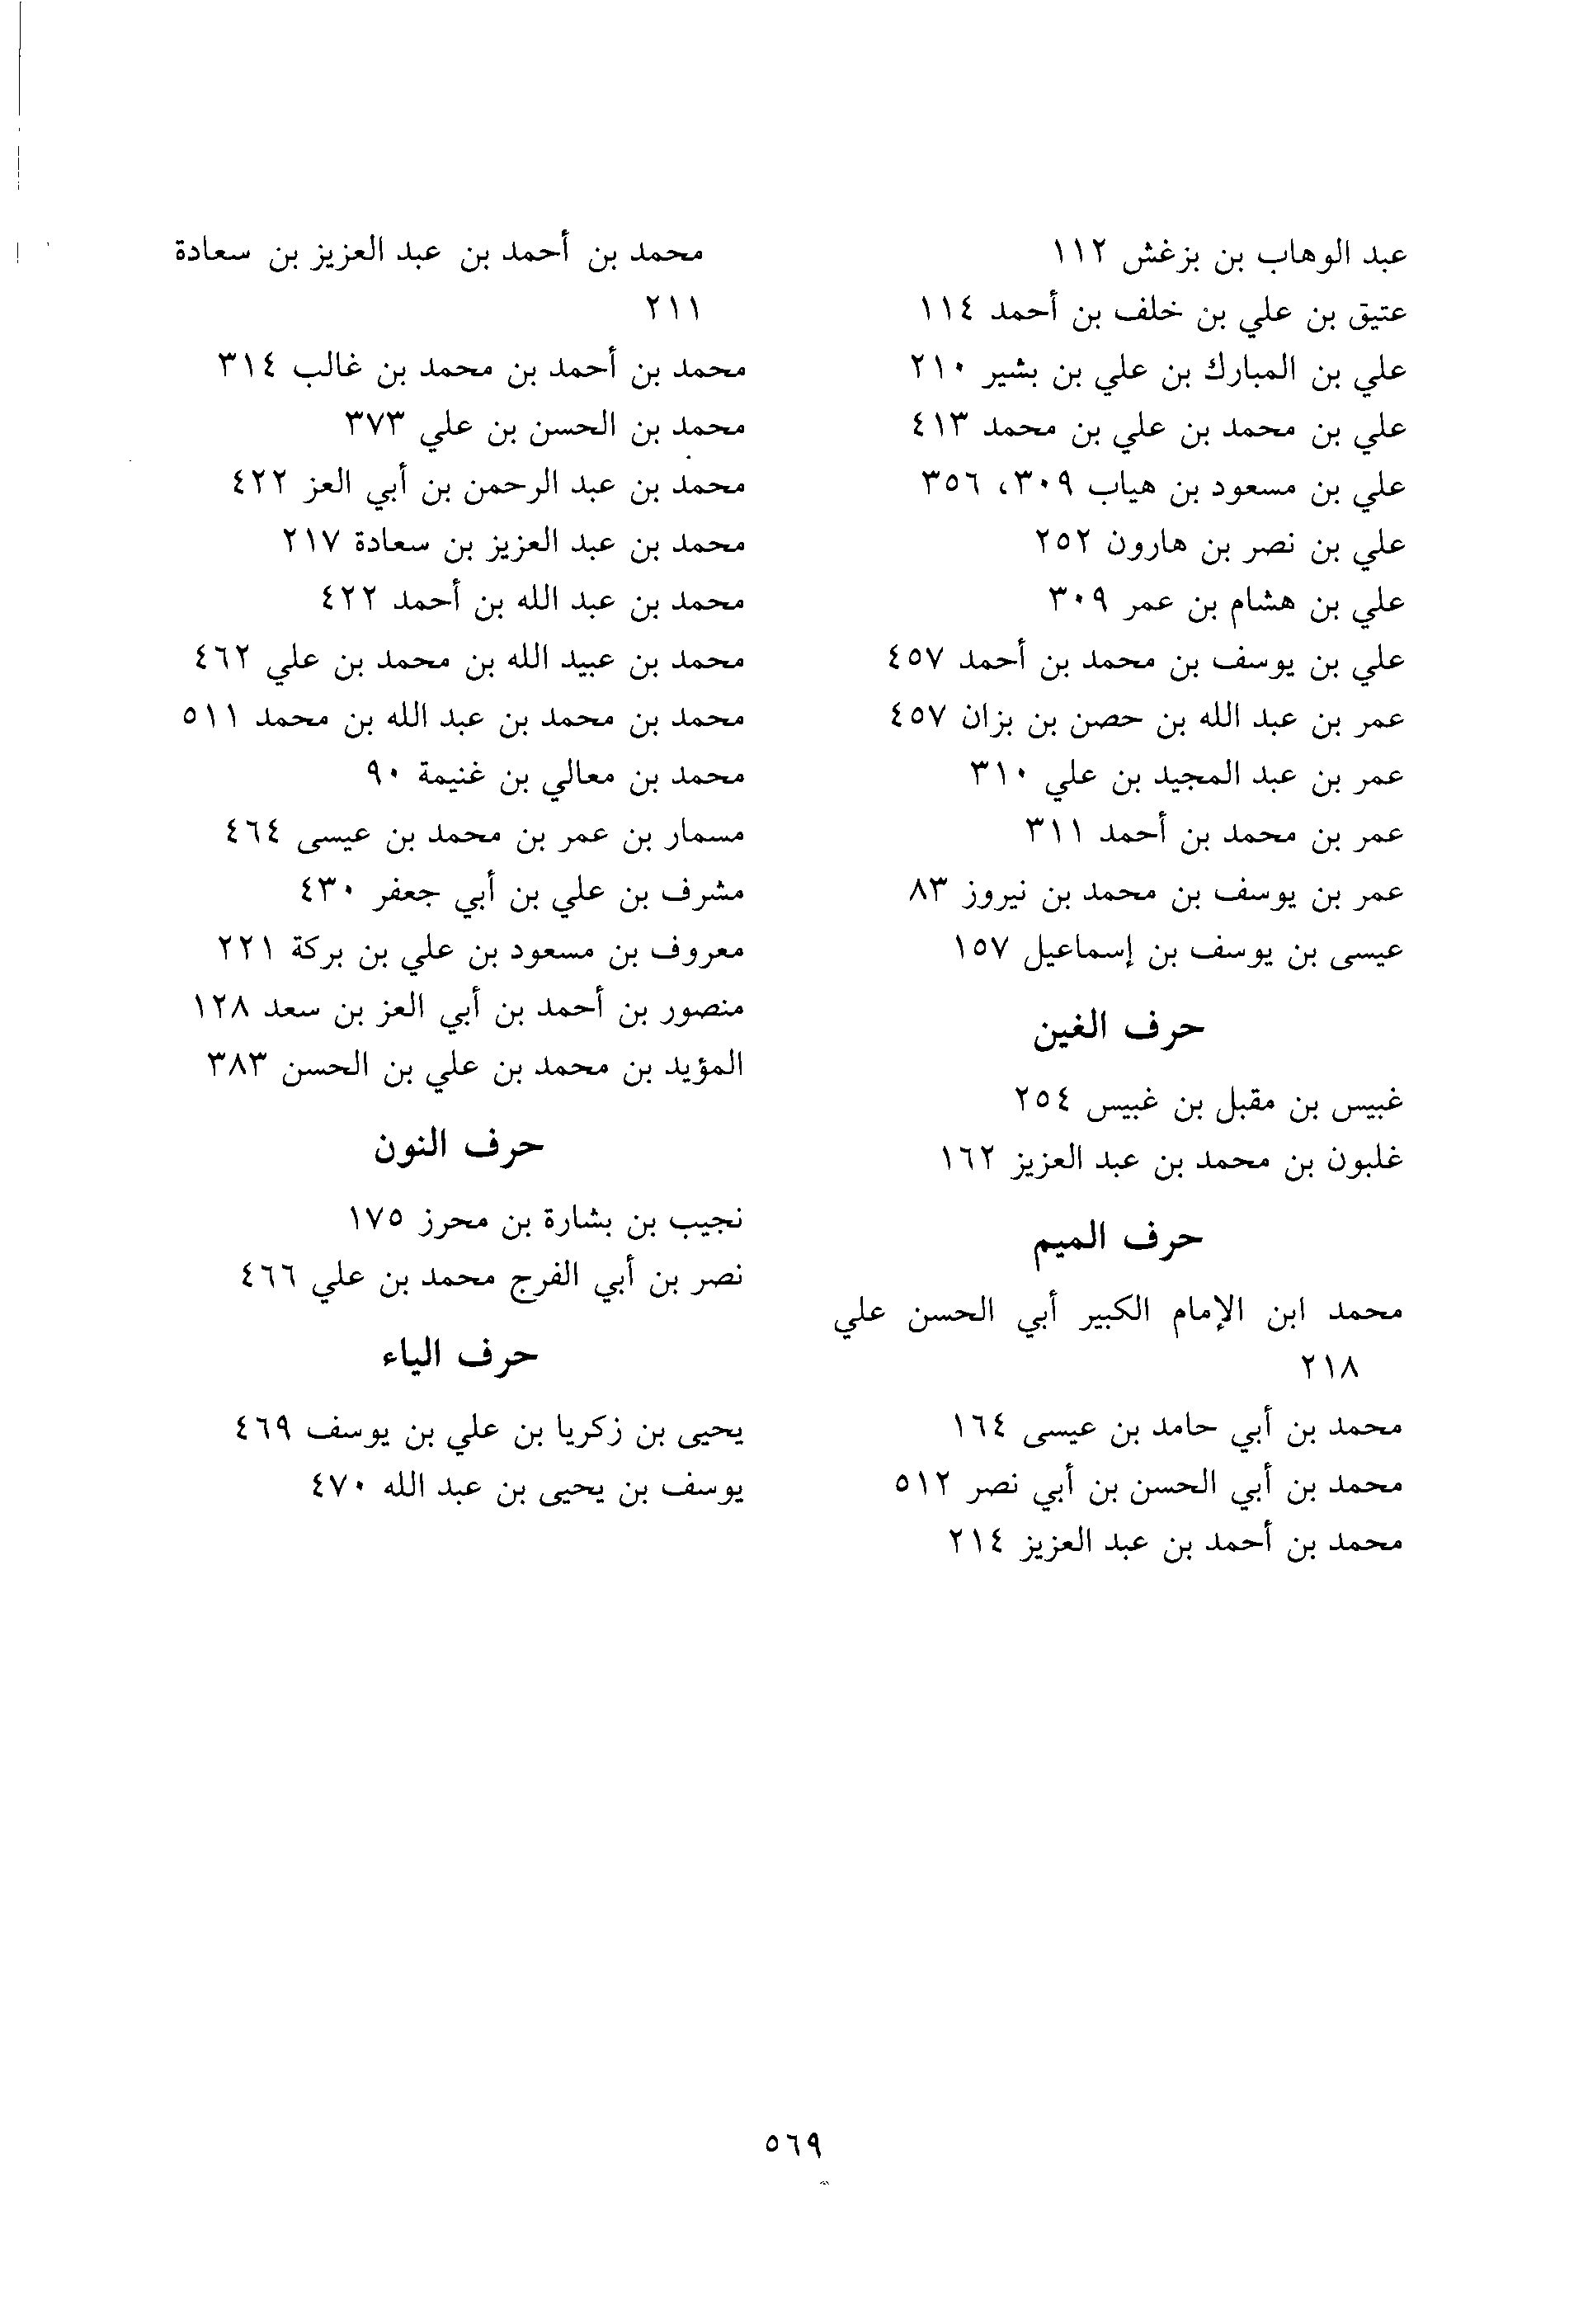 عبد الوهاب بن بزغش ١١٢
عتيق بن علي بن خلف بن أحمد ١١٤
علي بن المبارك بن علي بن بشير ٢١٠
علي بن محمد بن علي بن محمد ٤١٣
علي بن مسعود بن هياب ٣٠٩، ٣٥٦
علي بن نصر بن هارون ٢٥٢
علي بن هشام بن عمر ٣٠٩
علي بن يوسف بن محمد بن أحمد ٤٥٧
عمر بن عبد الله بن حصن بن بزان ٤٥٧
عمر بن عبد المجيد بن علي ٣١٠
عمر بن محمد بن أحمد ٣١١
عمر بن يوسف بن محمد بن نيروز ٨٣
عيسى بن يوسف بن إسماعيل ١٥٧
حرف الغين
غبيس بن مقبل بن غبيس ٢٥٤
غلبون بن محمد بن عبد العزيز ١٦٢
حرف الميم
محمد ابن الإمام الكبير أبي الحسن علي
٢١٨
محمد بن أبي حامد بن عيسى ١٦٤
محمد بن أبي الحسن بن أبي نصر ٥١٢
محمد بن أحمد بن عبد العزيز ٢١٤
محمد بن أحمد بن عبد العزيز بن سعادة
٢١١
محمد بن أحمد بن محمد بن غالب ٣١٤
محمد بن الحسن بن علي ٣٧٣
محمد بن عبد الرحمن بن أبي العز ٤٢٢
محمد بن عبد العزيز بن سعادة ٢١٧
محمد بن عبد الله بن أحمد ٤٢٢
محمد بن عبيد الله بن محمد بن علي ٤٦٢
محمد بن محمد بن عبد الله بن محمد ٥١١
محمد بن معالي بن غنيمة ٩٠
مسمار بن عمر بن محمد بن عيسى ٤٦٤
مشرف بن علي بن أبي جعفر ٤٣٠
معروف بن مسعود بن علي بن بركة ٢٢١
منصور بن أحمد بن أبي العز بن سعد ١٢٨
المؤيد بن محمد بن علي بن الحسن ٣٨٣
حرف النون
نجيب بن بشارة بن محرز ١٧٥
نصر بن أبي الفرج محمد بن علي ٤٦٦
حرف الياء
يحيى بن زكريا بن علي بن يوسف ٤٦٩
يوسف بن يحيى بن عبد الله ٤٧٠
٥٦٩